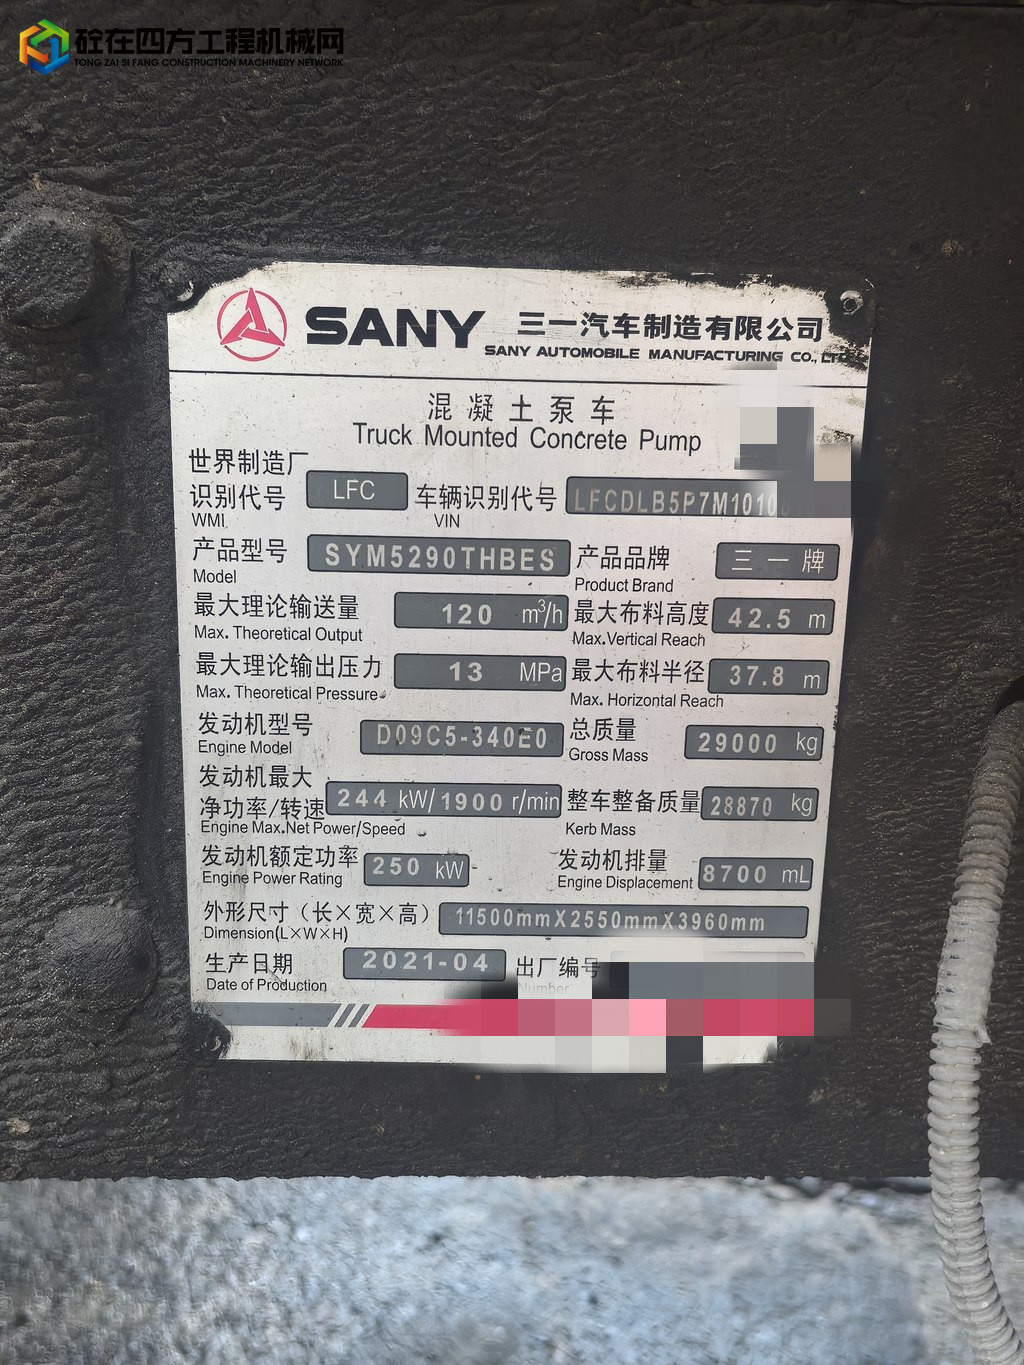 砼在四方工程机械网
TONG ZAI SI FANG CONSTRUCTION MACHINERY NETWORK
SANY 三一汽车制造有限公司
SANY AUTOMOBILE MANUFACTURING CO., LTD.
混凝土泵车
Truck Mounted Concrete Pump
世界制造厂
识别代号 LFC 车辆识别代号 LFCDLB5P7M1010
WMI VIN
产品型号 SYM5290THBES 产品品牌 三一牌
Model Product Brand
最大理论输送量 120 m³/h 最大布料高度 42.5 m
Max. Theoretical Output Max.Vertical Reach
最大理论输出压力 13 MPa 最大布料半径 37.8 m
Max. Theoretical Pressure Max. Horizontal Reach
发动机型号 D09C5-340E0 总质量 29000 kg
Engine Model Gross Mass
发动机最大
净功率/转速 244 kW/1900 r/min 整车整备质量 28870 kg
Engine Max.Net Power/Speed Kerb Mass
发动机额定功率 250 kW 发动机排量 8700 mL
Engine Power Rating Engine Displacement
外形尺寸（长×宽×高） 11500mmX2550mmX3960mm
Dimension(L×W×H)
生产日期 2021-04 出厂编号
Date of Production Number